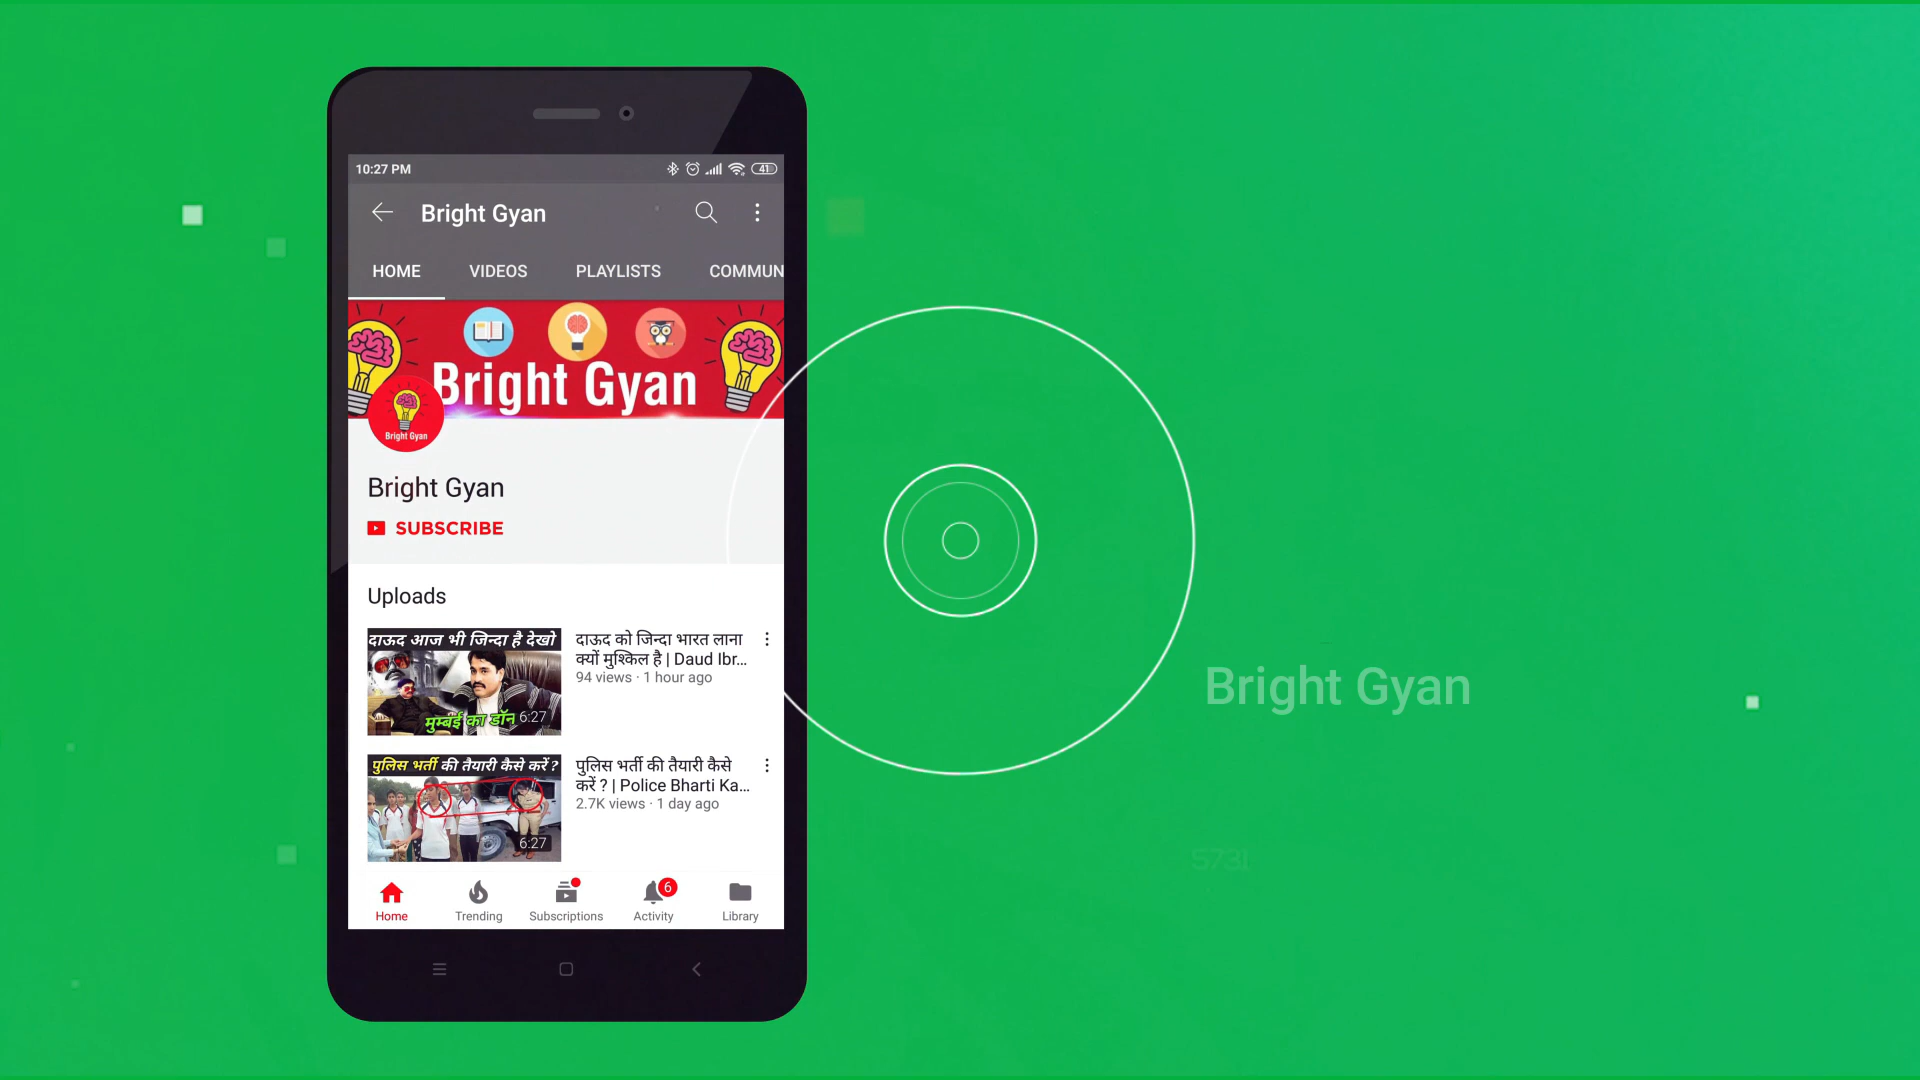 10:27 PM
41
Bright Gyan
HOME VIDEOS PLAYLISTS COMMUN
Bright Gyan
Bright Gyan
Bright Gyan
SUBSCRIBE
Uploads
दाऊद आज भी जिन्दा है देखो
मुम्बई का डॉन
6:27
दाऊद को जिन्दा भारत लाना
क्यों मुश्किल है | Daud Ibr...
94 views · 1 hour ago
पुलिस भर्ती की तैयारी कैसे करें ?
6:27
पुलिस भर्ती की तैयारी कैसे
करें ? | Police Bharti Ka...
2.7K views · 1 day ago
6
Home Trending Subscriptions Activity Library
Bright Gyan
5731